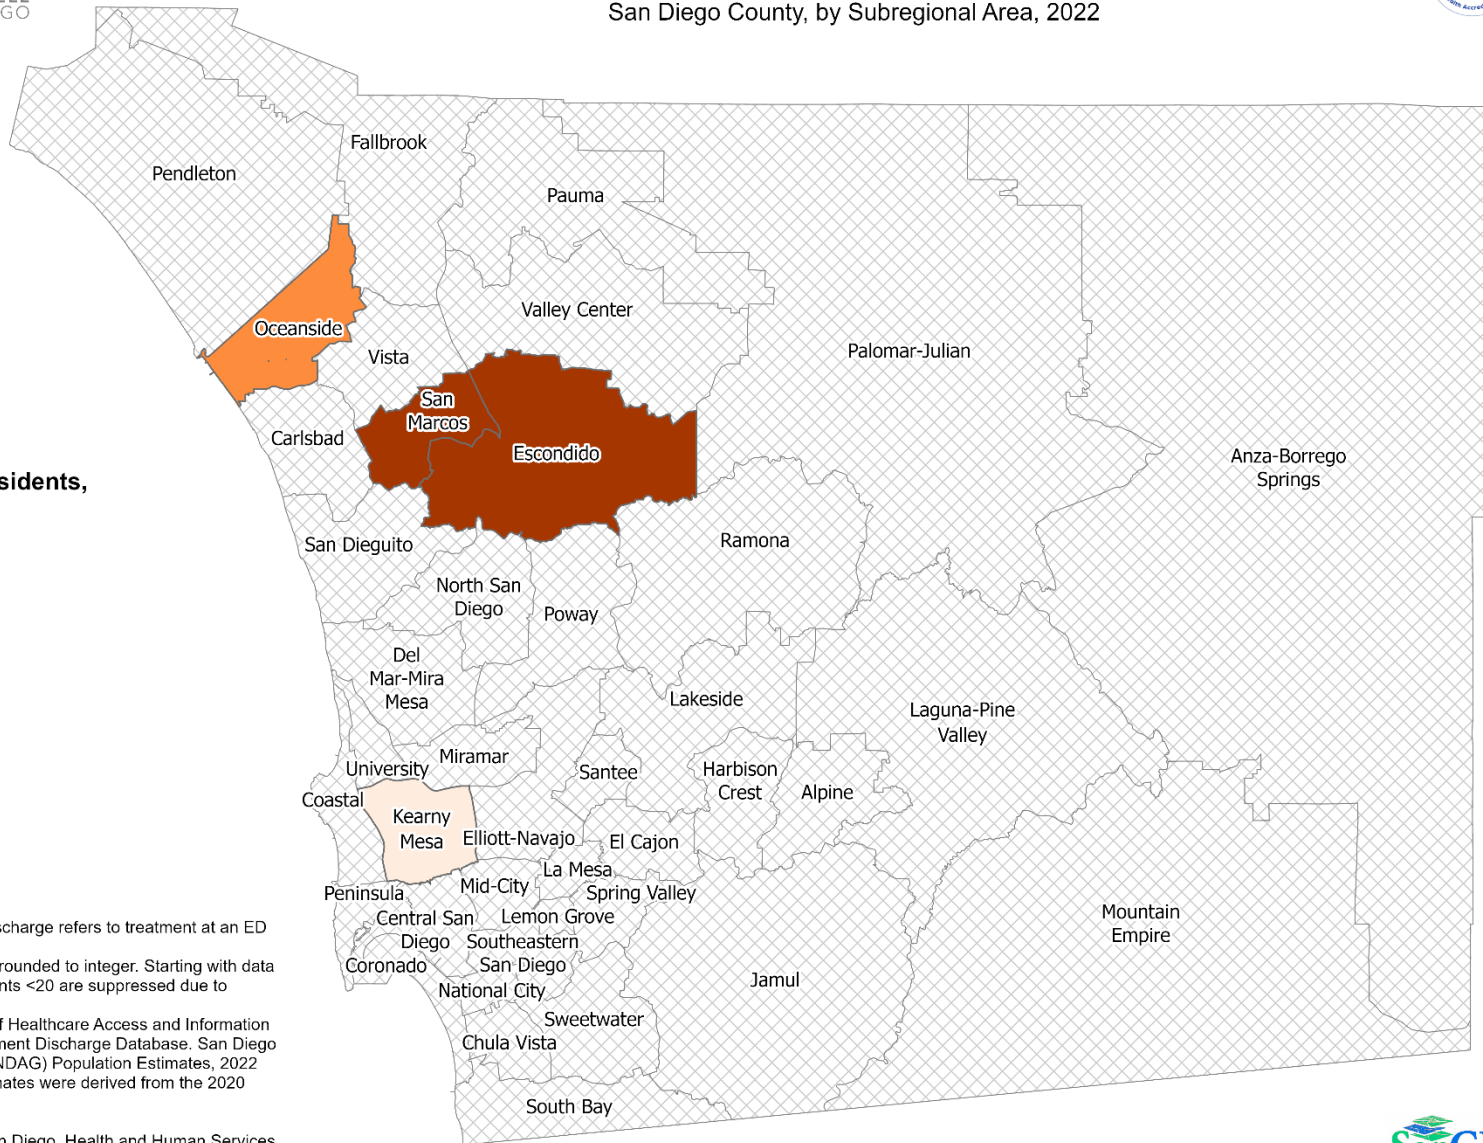 GO
San Diego County, by Subregional Area, 2022
Fallbrook
Pendleton
Pauma
Valley Center
Oceanside
Vista
Palomar-Julian
San
Marcos
Carlsbad
Escondido
Anza-Borrego
Springs
sidents,
San Dieguito
Ramona
North San
Diego
Poway
Del
Mar-Mira
Mesa
Lakeside
Laguna-Pine
Valley
Miramar
University
Santee
Harbison
Crest
Alpine
Coastal
Kearny
Mesa
Elliott-Navajo
El Cajon
La Mesa
Mid-City
Spring Valley
Peninsula
Central San
Diego
Lemon Grove
Mountain
Empire
Southeastern
San Diego
Coronado
Jamul
National City
Sweetwater
Chula Vista
South Bay
scharge refers to treatment at an ED
rounded to integer. Starting with data
nts <20 are suppressed due to
f Healthcare Access and Information
ment Discharge Database. San Diego
NDAG) Population Estimates, 2022
nates were derived from the 2020
n Diego, Health and Human Services